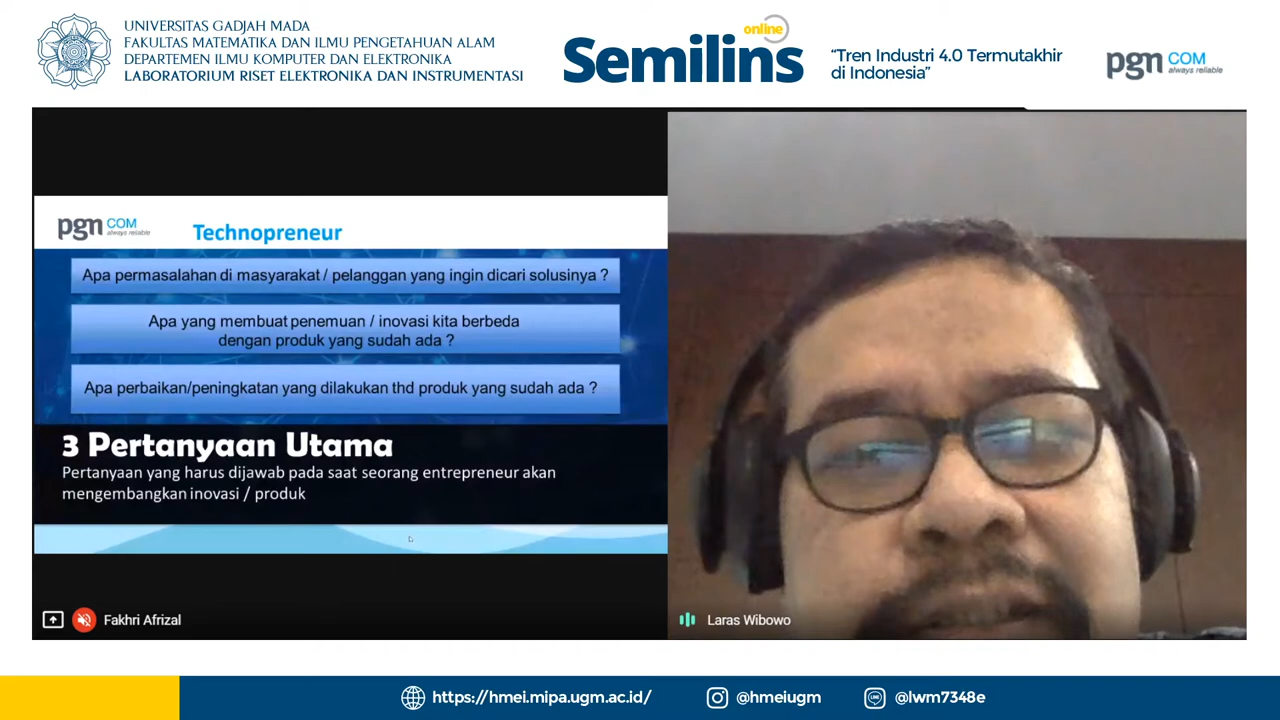 UNIVERSITAS GADJAH MADA
FAKULTAS MATEMATIKA DAN ILMU PENGETAHUAN ALAM
DEPARTEMEN ILMU KOMPUTER DAN ELEKTRONIKA
LABORATORIUM RISET ELEKTRONIKA DAN INSTRUMENTASI
online
Semilins
“Tren Industri 4.0 Termutakhir
di Indonesia”
pgn COM
always reliable
pgn COM
always reliable
Technopreneur
Apa permasalahan di masyarakat / pelanggan yang ingin dicari solusinya ?
Apa yang membuat penemuan / inovasi kita berbeda
dengan produk yang sudah ada ?
Apa perbaikan/peningkatan yang dilakukan thd produk yang sudah ada ?
3 Pertanyaan Utama
Pertanyaan yang harus dijawab pada saat seorang entrepreneur akan
mengembangkan inovasi / produk
Fakhri Afrizal
Laras Wibowo
https://hmei.mipa.ugm.ac.id/
@hmeiugm
@lwm7348e